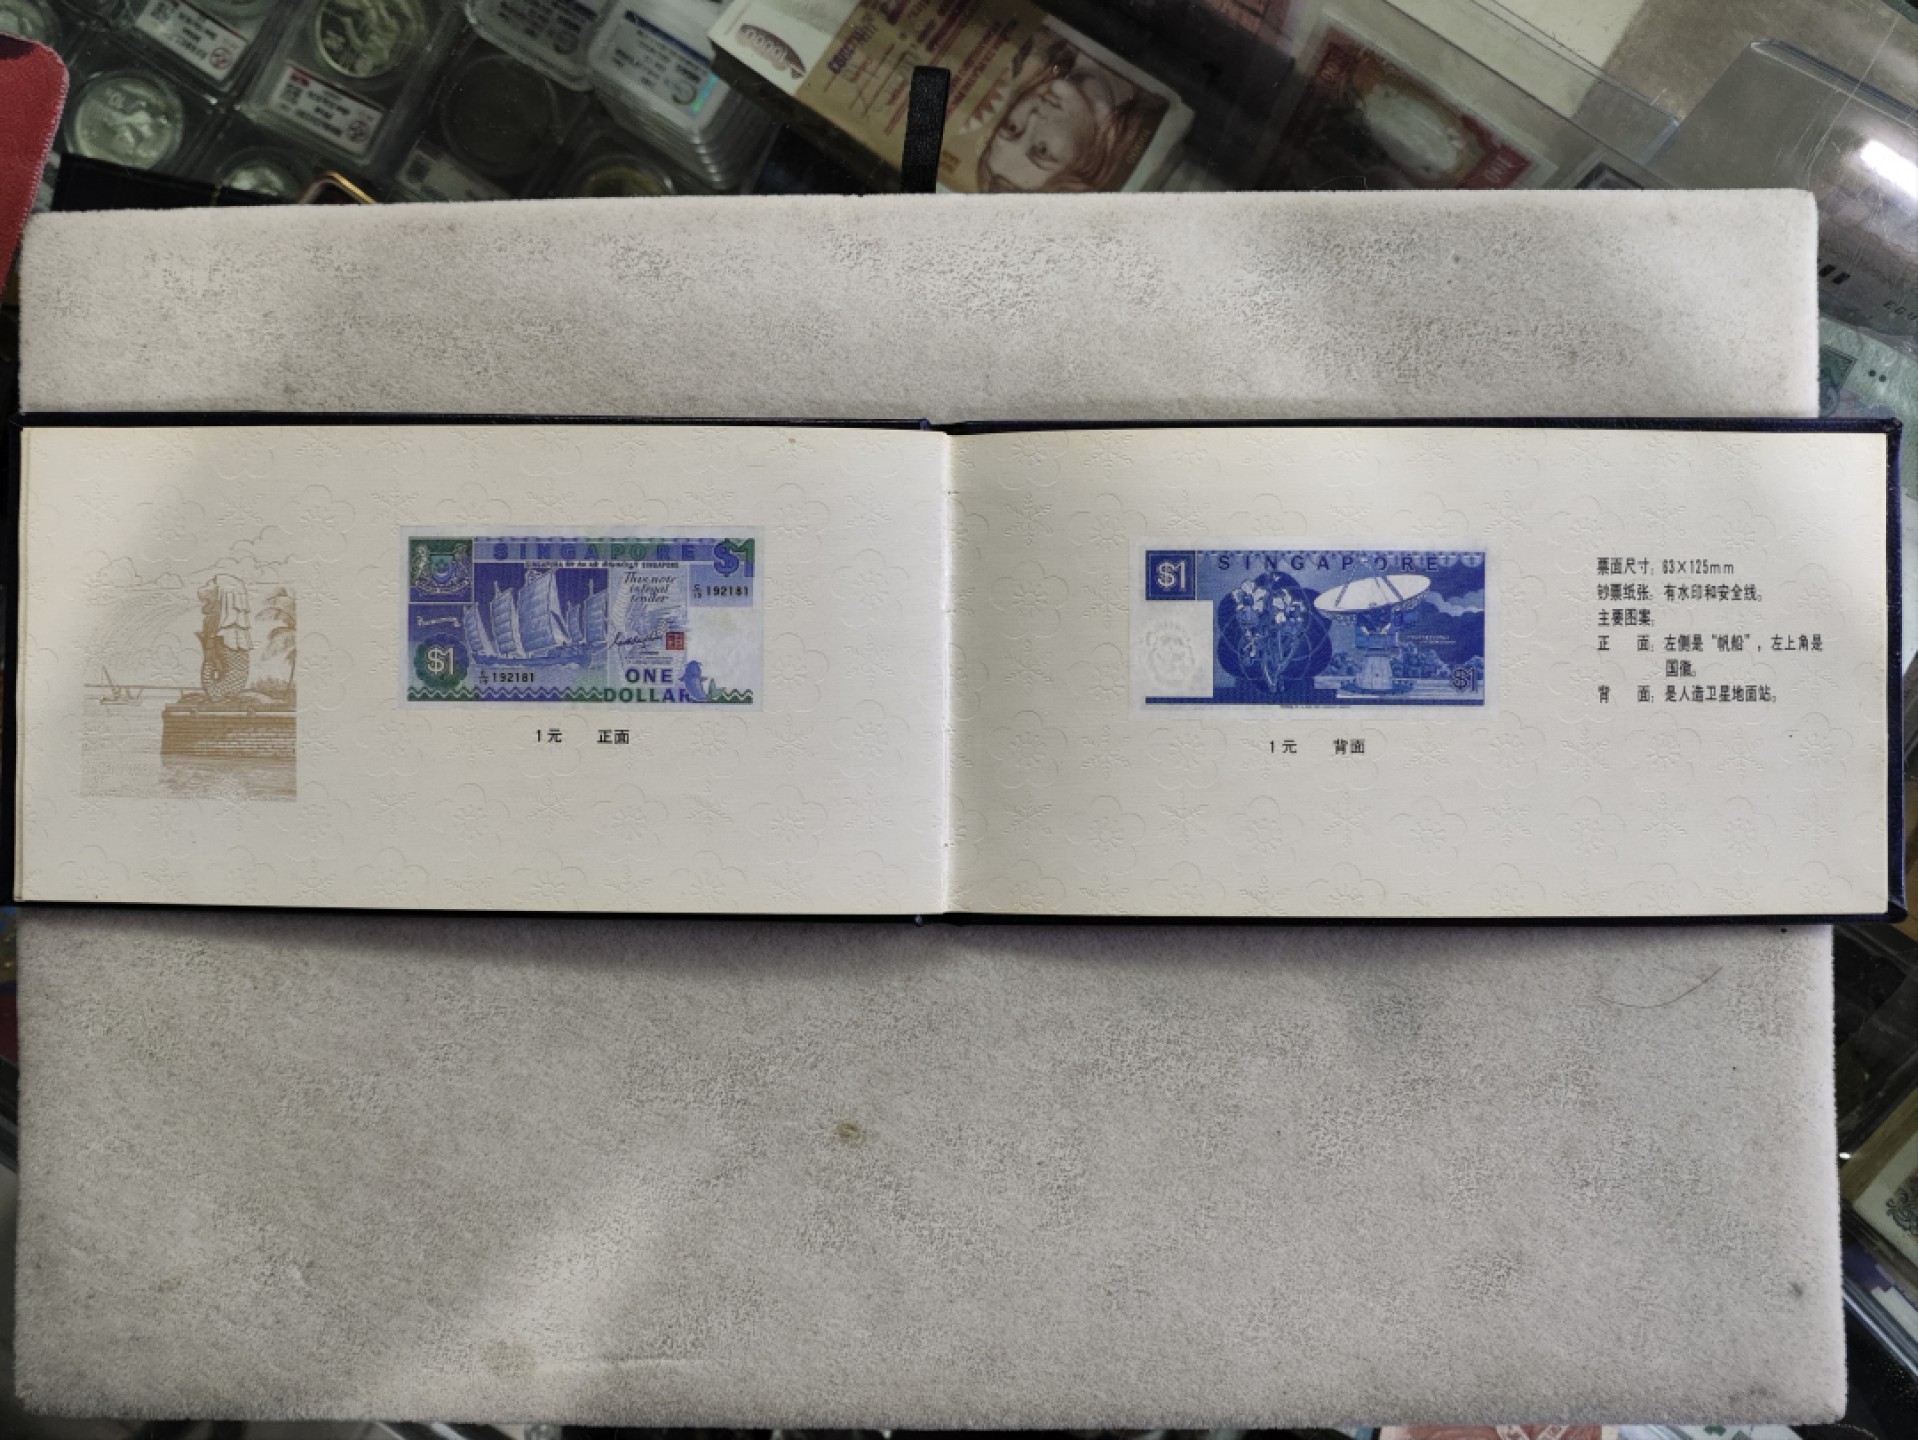 SINGAPORE $1
This note
is legal
tender
C/19 192181
$1
C/19 192181
ONE
DOLLAR
1元 正面
$1 SINGAPORE
$1
1元 背面
票面尺寸：63×125mm
钞票纸张：有水印和安全线。
主要图案：
正 面：左侧是“帆船”，左上角是
国徽。
背 面：是人造卫星地面站。